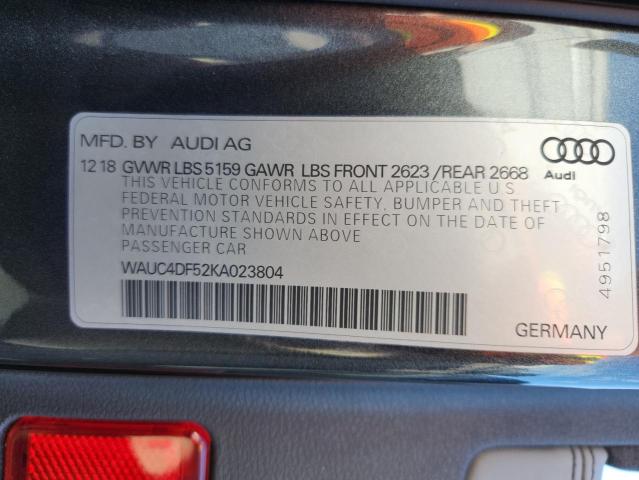 MFD. BY AUDI AG
12 18 GVWR LBS 5159 GAWR LBS FRONT 2623 /REAR 2668
THIS VEHICLE CONFORMS TO ALL APPLICABLE U S
FEDERAL MOTOR VEHICLE SAFETY, BUMPER AND THEFT
PREVENTION STANDARDS IN EFFECT ON THE DATE OF
MANUFACTURE SHOWN ABOVE
PASSENGER CAR
WAUC4DF52KA023804
Audi
4951798
GERMANY